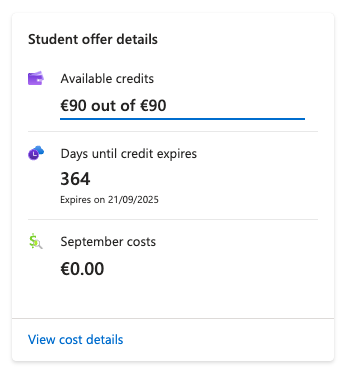 Student offer details
Available credits
€90 out of €90
Days until credit expires
364
Expires on 21/09/2025
September costs
€0.00
View cost details